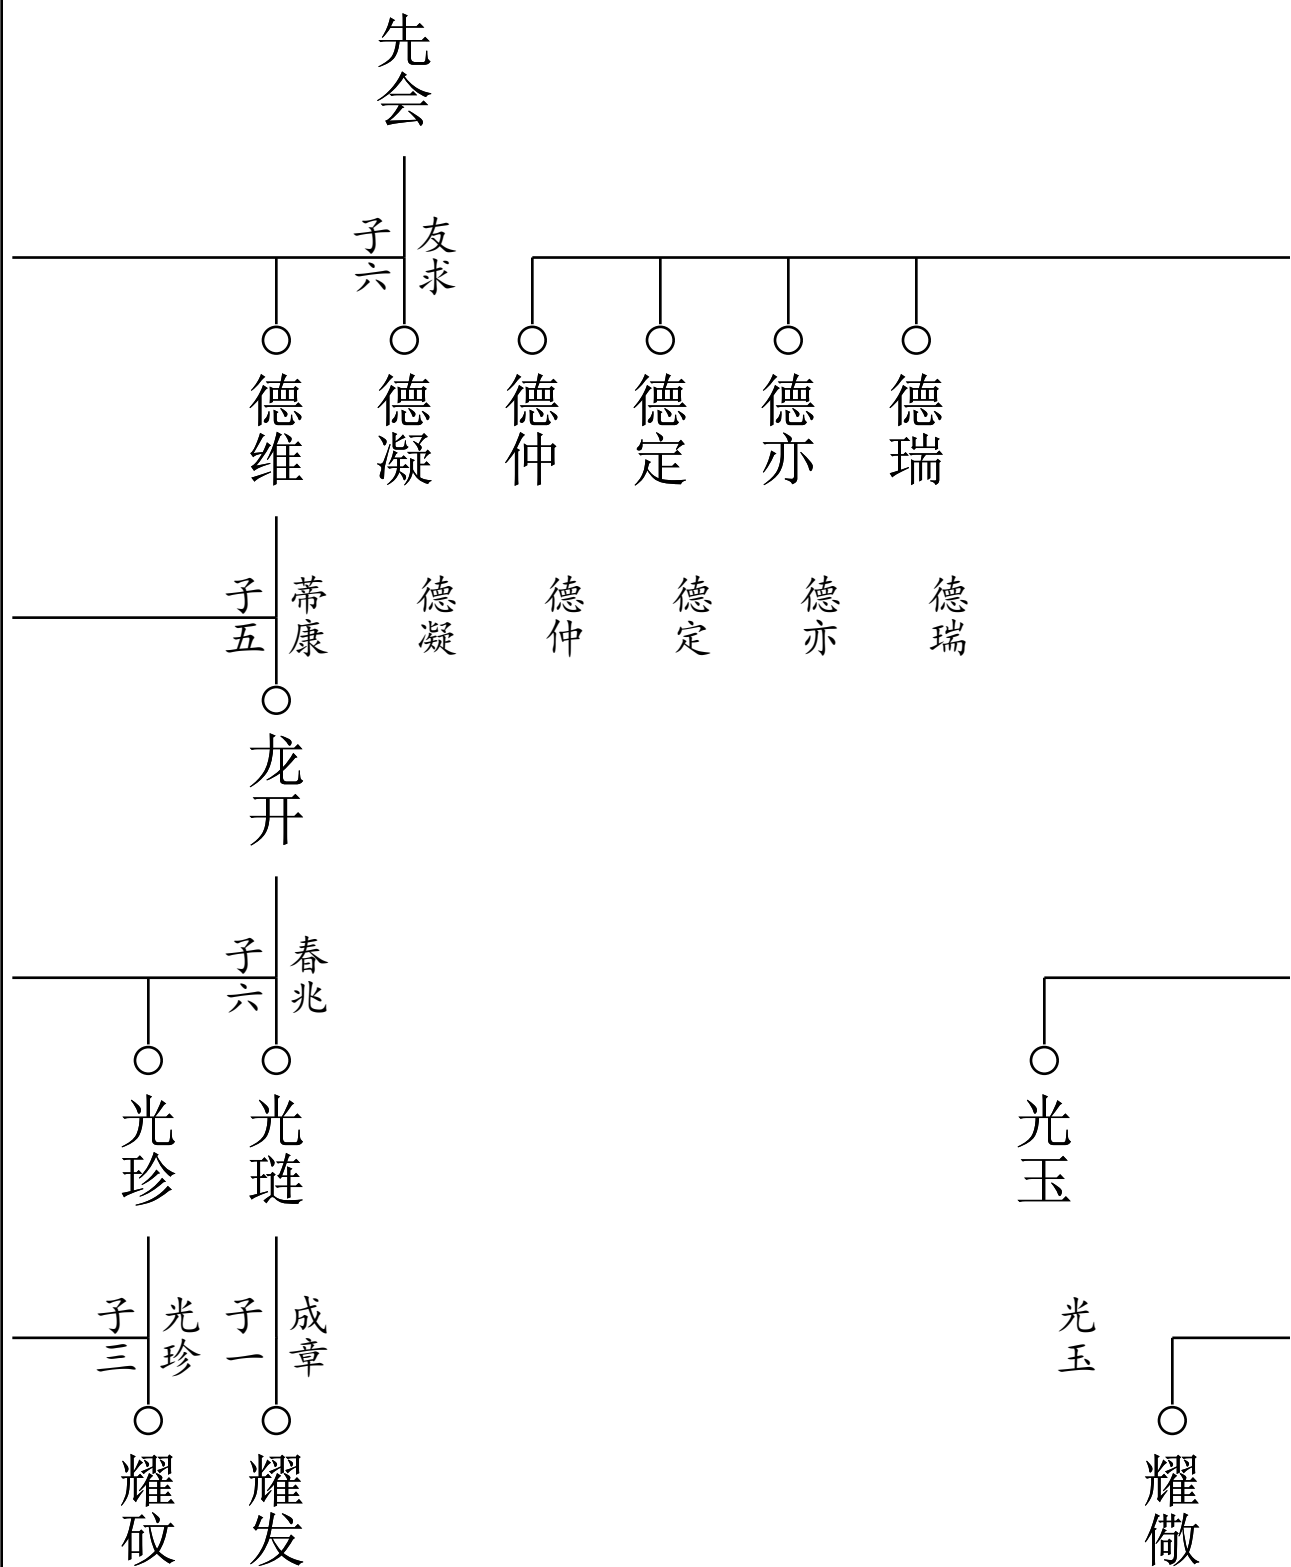 先会
友求
子六
德瑞
德亦
德定
德仲
德凝
德维
德瑞
德亦
德定
德仲
德凝
蒂康
子五
龙开
春兆
子六
光玉
光琏
光珍
光玉
成章
子一
光珍
子三
耀儆
耀发
耀砇